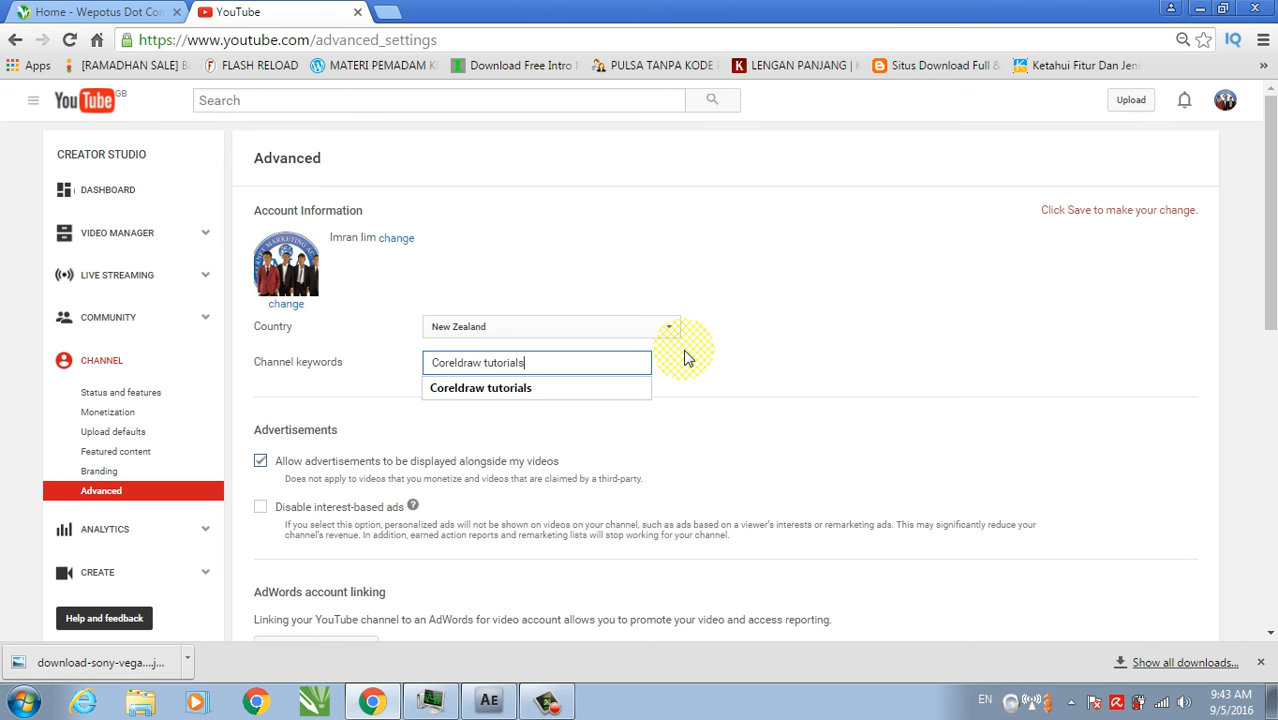 Home - Wepotus Dot Com
YouTube
https://www.youtube.com/advanced_settings
Apps
[RAMADHAN SALE]
FLASH RELOAD
MATERI PEMADAM
Download Free Intro
PULSA TANPA KODE
LENGAN PANJANG |
Situs Download Full &
Ketahui Fitur Dan
IQ
YouTube GB
Search
Upload
CREATOR STUDIO
DASHBOARD
VIDEO MANAGER
LIVE STREAMING
COMMUNITY
CHANNEL
Status and features
Monetization
Upload defaults
Featured content
Branding
Advanced
ANALYTICS
CREATE
Help and feedback
Advanced
Account Information
Click Save to make your change.
Imran lim change
change
Country
New Zealand
Channel keywords
Coreldraw tutorials
Coreldraw tutorials
Advertisements
Allow advertisements to be displayed alongside my videos
Does not apply to videos that you monetize and videos that are claimed by a third-party.
Disable interest-based ads
If you select this option, personalized ads will not be shown on videos on your channel, such as ads based on a viewer's interests or remarketing ads. This may significantly reduce your
channel's revenue. In addition, earned action reports and remarketing lists will stop working for your channel.
AdWords account linking
Linking your YouTube channel to an AdWords for video account allows you to promote your video and access reporting.
download-sony-vega....j...
Show all downloads...
AE
EN
9:43 AM
9/5/2016